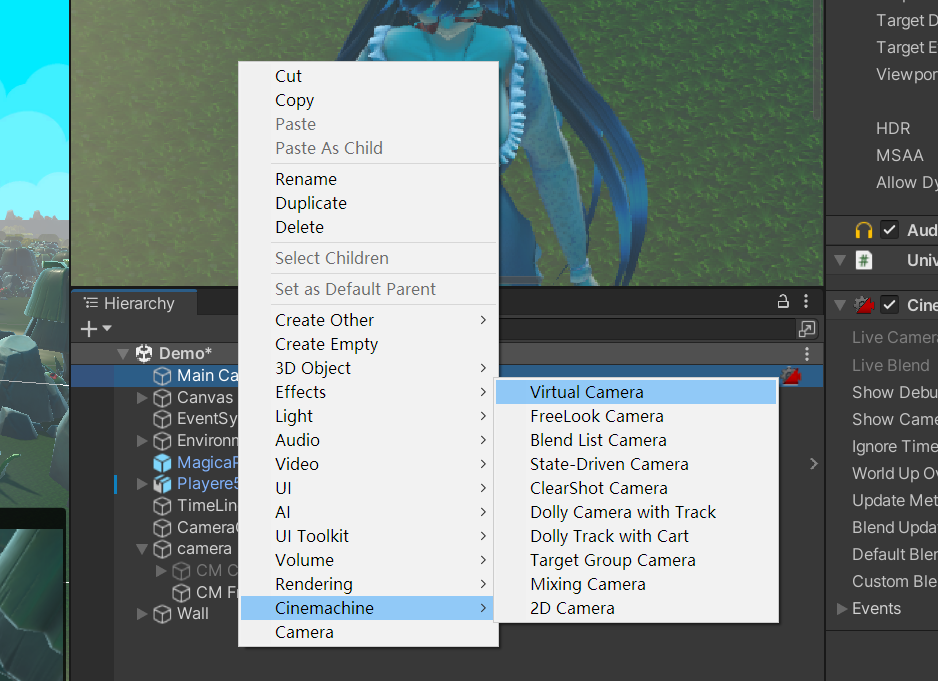 Cut
Copy
Paste
Paste As Child
Rename
Duplicate
Delete
Select Children
Set as Default Parent
Create Other
Create Empty
3D Object
Effects
Light
Audio
Video
UI
AI
UI Toolkit
Volume
Rendering
Cinemachine
Camera
Virtual Camera
FreeLook Camera
Blend List Camera
State-Driven Camera
ClearShot Camera
Dolly Camera with Track
Dolly Track with Cart
Target Group Camera
Mixing Camera
2D Camera
Hierarchy
Demo*
Main Ca
Canvas
EventSy
Environm
MagicaP
Playere5
TimeLin
Camera
camera
CM C
CM F
Wall
Target D
Target E
Viewpor
HDR
MSAA
Allow Dy
Aud
Univ
Cine
Live Camera
Live Blend
Show Debu
Show Came
Ignore Time
World Up Ov
Update Met
Blend Upda
Default Blen
Custom Ble
Events